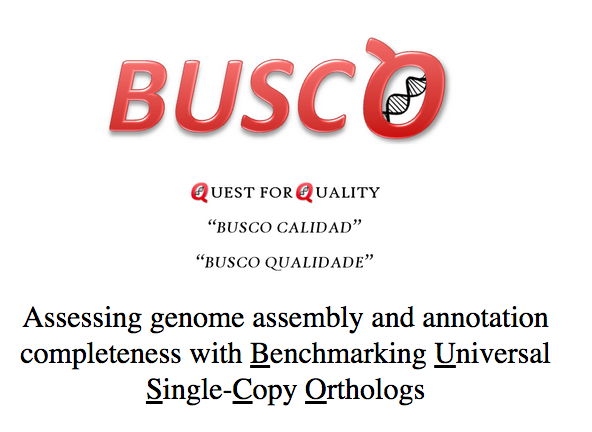 BUSCO
QUEST FOR QUALITY
“BUSCO CALIDAD”
“BUSCO QUALIDADE”
Assessing genome assembly and annotation
completeness with Benchmarking Universal
Single-Copy Orthologs